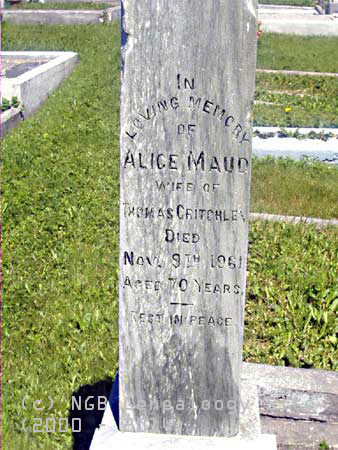 IN
LOVING MEMORY
OF
ALICE MAUD
WIFE OF
THOMAS CRITCHLEY
DIED
NOV. 9TH 1961
AGED 70 YEARS.
REST IN PEACE
(c) NGB
(2000